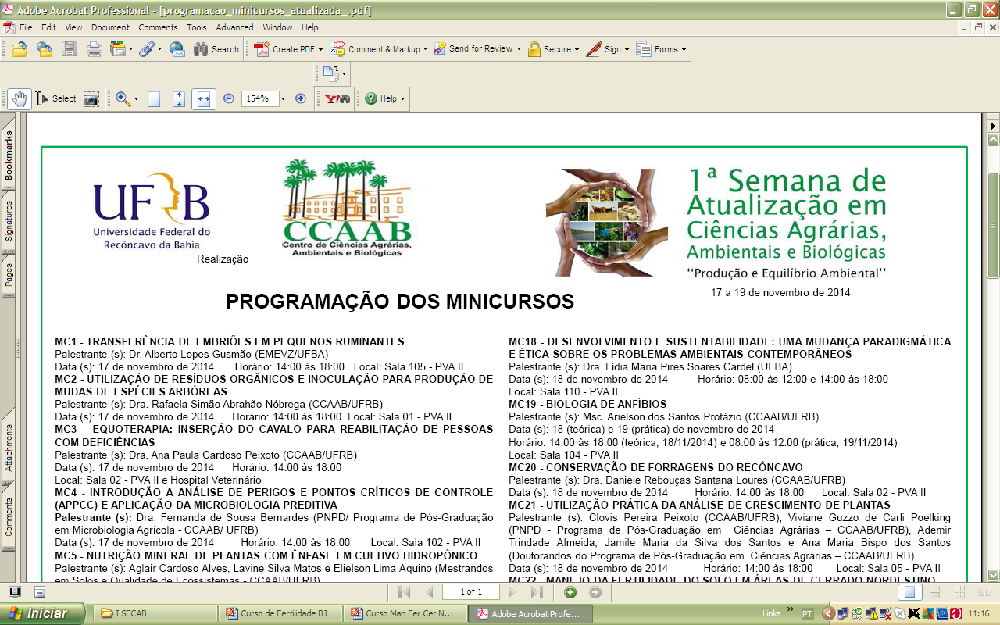 Adobe Acrobat Professional - [programacao_minicursos_atualizada_.pdf]
File Edit View Document Comments Tools Advanced Window Help
Search Create PDF Comment & Markup Send for Review Secure Sign Forms
Select 154% Y! Help
Bookmarks
Signatures
Pages
Attachments
Comments
UFRB
Universidade Federal do
Recôncavo da Bahia
Realização
CCAAB
Centro de Ciências Agrárias,
Ambientais e Biológicas
1ª Semana de
Atualização em
Ciências Agrárias,
Ambientais e Biológicas
"Produção e Equilíbrio Ambiental"
17 a 19 de novembro de 2014
PROGRAMAÇÃO DOS MINICURSOS
MC1 - TRANSFERÊNCIA DE EMBRIÕES EM PEQUENOS RUMINANTES
Palestrante (s): Dr. Alberto Lopes Gusmão (EMEVZ/UFBA)
Data (s): 17 de novembro de 2014 Horário: 14:00 às 18:00 Local: Sala 105 - PVA II
MC2 - UTILIZAÇÃO DE RESÍDUOS ORGÂNICOS E INOCULAÇÃO PARA PRODUÇÃO DE
MUDAS DE ESPÉCIES ARBÓREAS
Palestrante (s): Dra. Rafaela Simão Abrahão Nóbrega (CCAAB/UFRB)
Data (s): 17 de novembro de 2014 Horário: 14:00 às 18:00 Local: Sala 01 - PVA II
MC3 – EQUOTERAPIA: INSERÇÃO DO CAVALO PARA REABILITAÇÃO DE PESSOAS
COM DEFICIÊNCIAS
Palestrante (s): Dra. Ana Paula Cardoso Peixoto (CCAAB/UFRB)
Data (s): 17 de novembro de 2014 Horário: 14:00 às 18:00
Local: Sala 02 - PVA II e Hospital Veterinário
MC4 - INTRODUÇÃO A ANÁLISE DE PERIGOS E PONTOS CRÍTICOS DE CONTROLE
(APPCC) E APLICAÇÃO DA MICROBIOLOGIA PREDITIVA
Palestrante (s): Dra. Fernanda de Sousa Bernardes (PNPD/ Programa de Pós-Graduação
em Microbiologia Agrícola - CCAAB/ UFRB)
Data (s): 17 de novembro de 2014 Horário: 14:00 às 18:00 Local: Sala 102 - PVA II
MC5 - NUTRIÇÃO MINERAL DE PLANTAS COM ÊNFASE EM CULTIVO HIDROPÔNICO
Palestrante (s): Aglair Cardoso Alves, Lavine Silva Matos e Elielson Lima Aquino (Mestrandos
em Solos e Qualidade de Ecossistemas - CCAAB/UFRB)
MC18 - DESENVOLVIMENTO E SUSTENTABILIDADE: UMA MUDANÇA PARADIGMÁTICA
E ÉTICA SOBRE OS PROBLEMAS AMBIENTAIS CONTEMPORÂNEOS
Palestrante (s): Dra. Lídia Maria Pires Soares Cardel (UFBA)
Data (s): 18 de novembro de 2014 Horário: 08:00 às 12:00 e 14:00 às 18:00
Local: Sala 110 - PVA II
MC19 - BIOLOGIA DE ANFÍBIOS
Palestrante (s): Msc. Arielson dos Santos Protázio (CCAAB/UFRB)
Data (s): 18 (teórico) e 19 (prática) de novembro de 2014
Horário: 14:00 às 18:00 (teórica, 18/11/2014) e 08:00 às 12:00 (prática, 19/11/2014)
Local: Sala 104 - PVA II
MC20 - CONSERVAÇÃO DE FORRAGENS DO RECÔNCAVO
Palestrante (s): Dra. Daniele Rebouças Santana Loures (CCAAB/UFRB)
Data (s): 18 de novembro de 2014 Horário: 14:00 às 18:00 Local: Sala 02 - PVA II
MC21 - UTILIZAÇÃO PRÁTICA DA ANÁLISE DE CRESCIMENTO DE PLANTAS
Palestrante (s): Clovis Pereira Peixoto (CCAAB/UFRB), Viviane Guzzo de Carli Poelking
(PNPD - Programa de Pós-Graduação em Ciências Agrárias – CCAAB/UFRB), Ademir
Trindade Almeida, Jamile Maria da Silva dos Santos e Ana Maria Bispo dos Santos
(Doutorandos do Programa de Pós-Graduação em Ciências Agrárias – CCAAB/UFRB)
Data (s): 18 de novembro de 2014 Horário: 14:00 às 18:00 Local: Sala 05 - PVA II
MC22 - MANEJO DA FERTILIDADE DO SOLO EM ÁREAS DE CERRADO NORDESTINO
1 of 1
Iniciar I SECAB Curso de Fertilidade BJ Curso Man Fer Cer N... Adobe Acrobat Profe... Links » PT 11:16